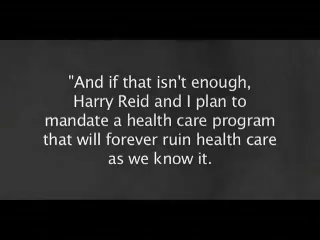 "And if that isn't enough,
Harry Reid and I plan to
mandate a health care program
that will forever ruin health care
as we know it.